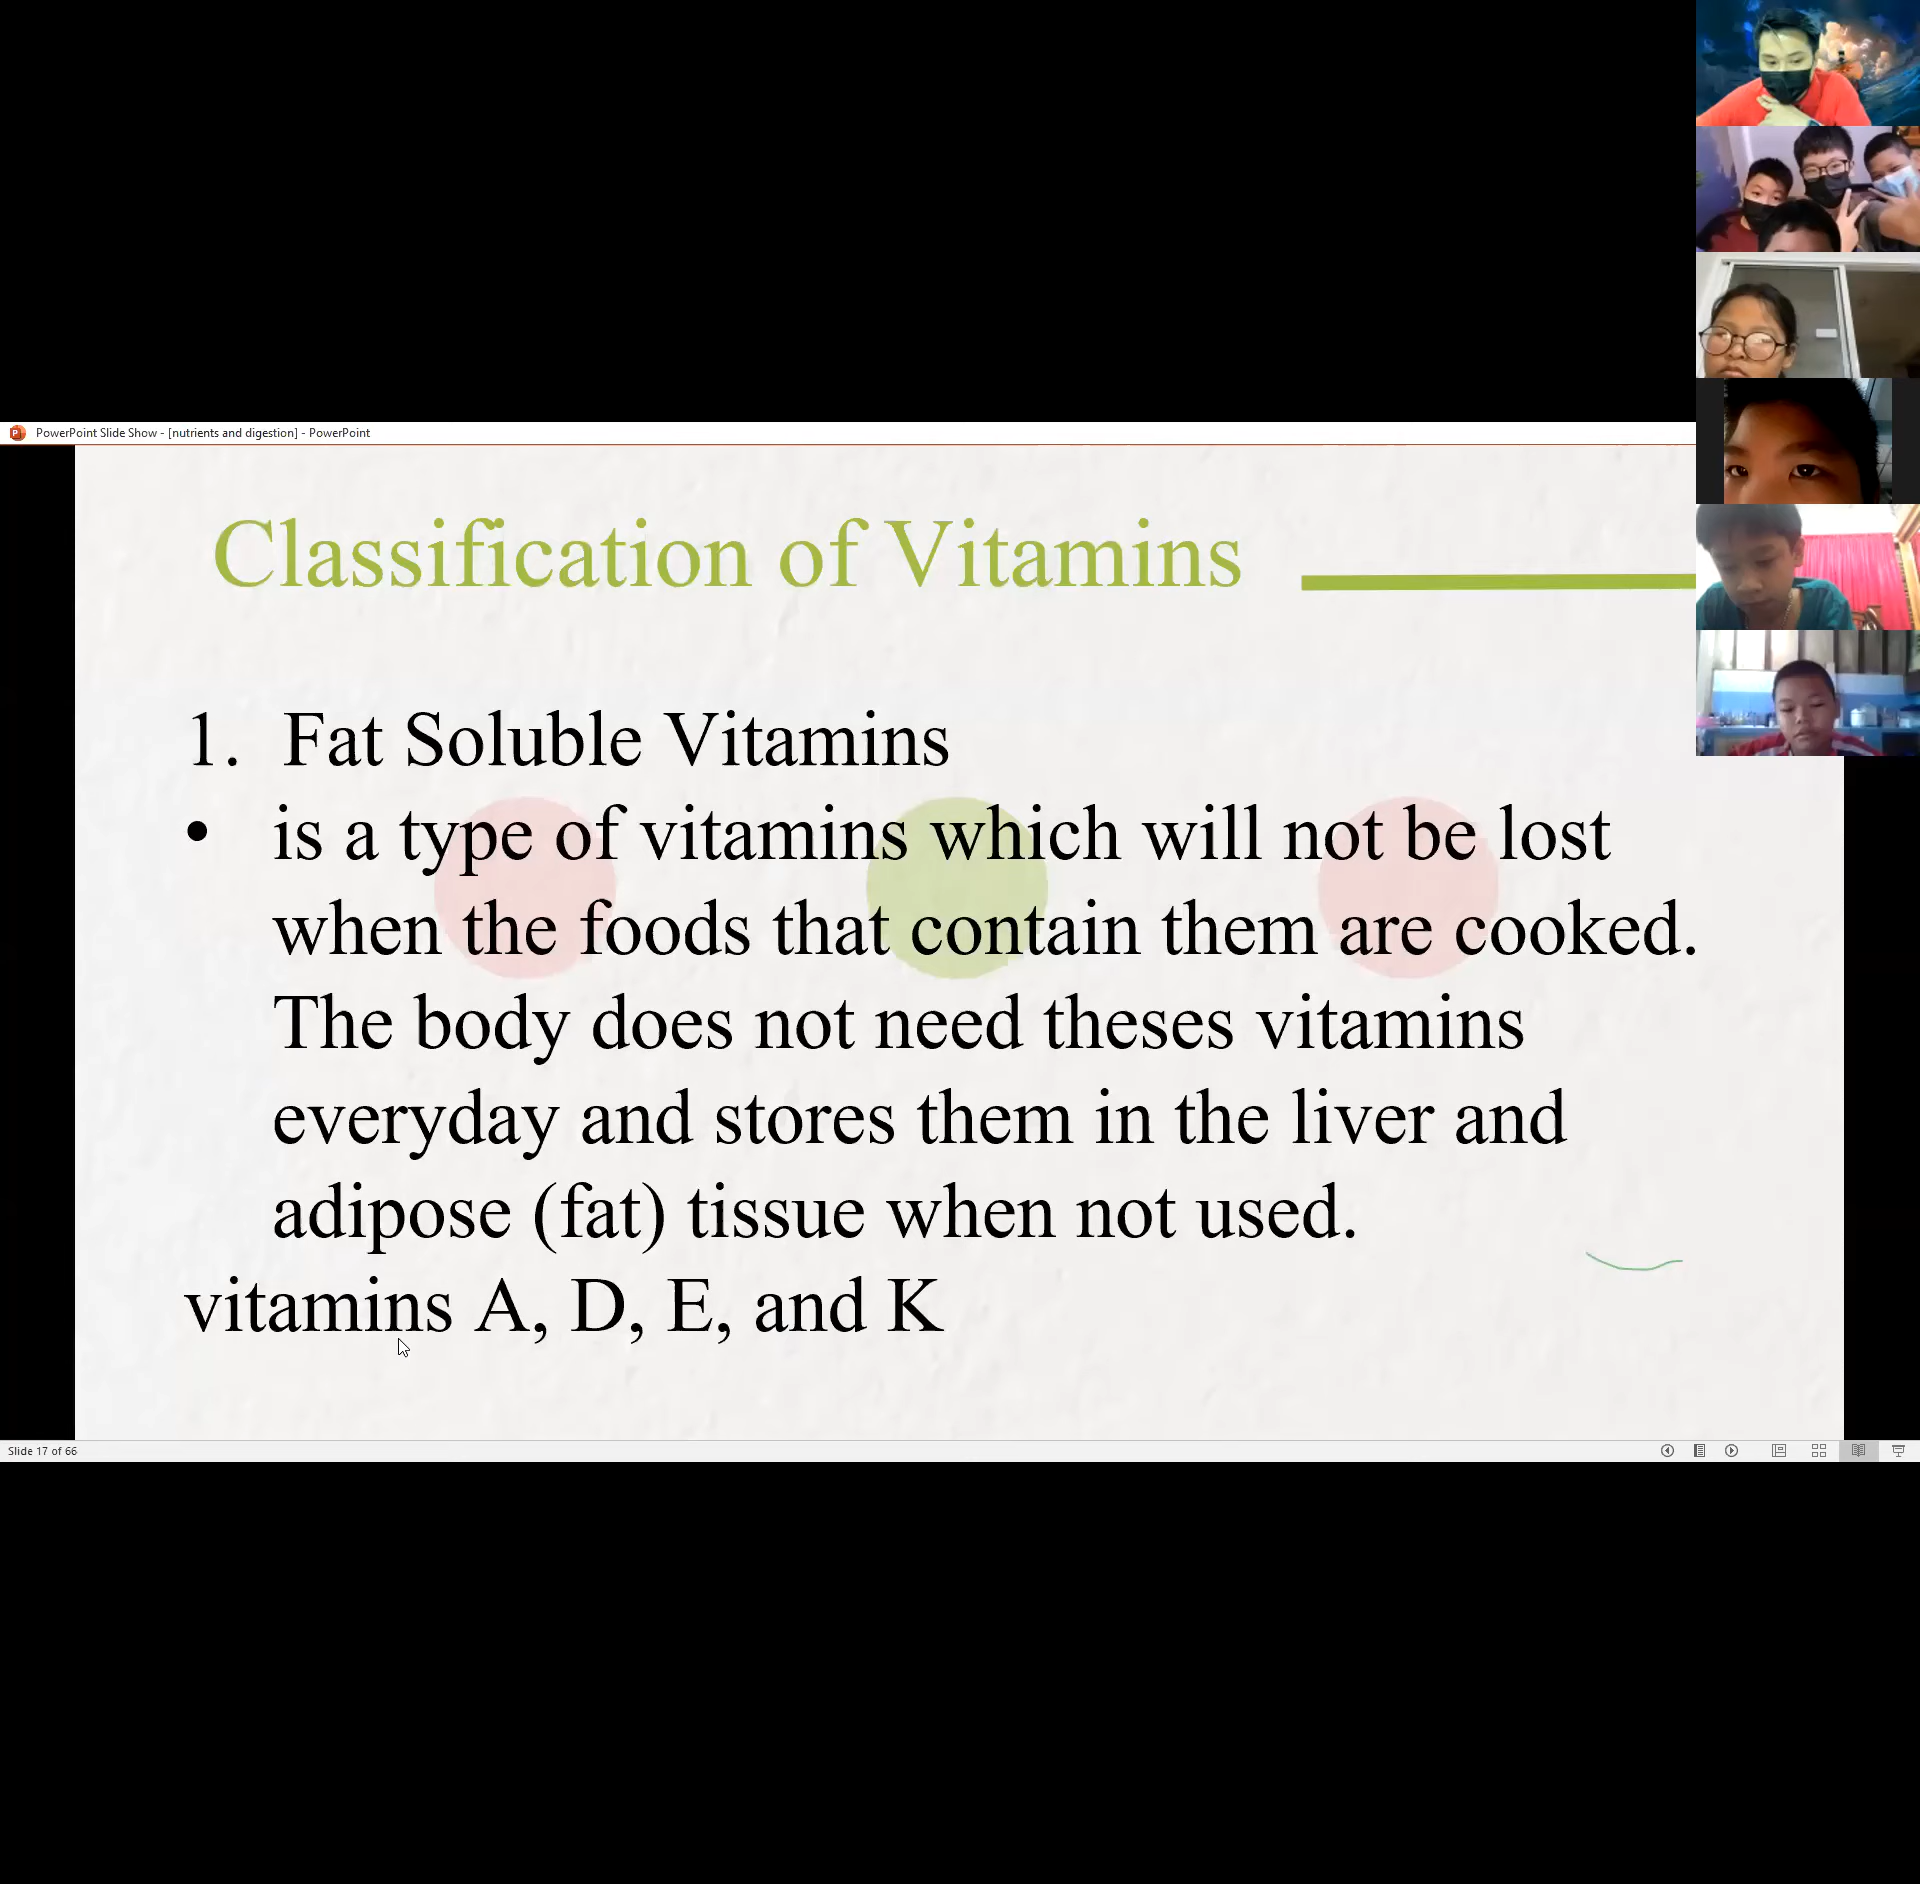 PowerPoint Slide Show - [nutrients and digestion] - PowerPoint
Classification of Vitamins
1. Fat Soluble Vitamins
• is a type of vitamins which will not be lost
when the foods that contain them are cooked.
The body does not need theses vitamins
everyday and stores them in the liver and
adipose (fat) tissue when not used.
vitamins A, D, E, and K
Slide 17 of 66